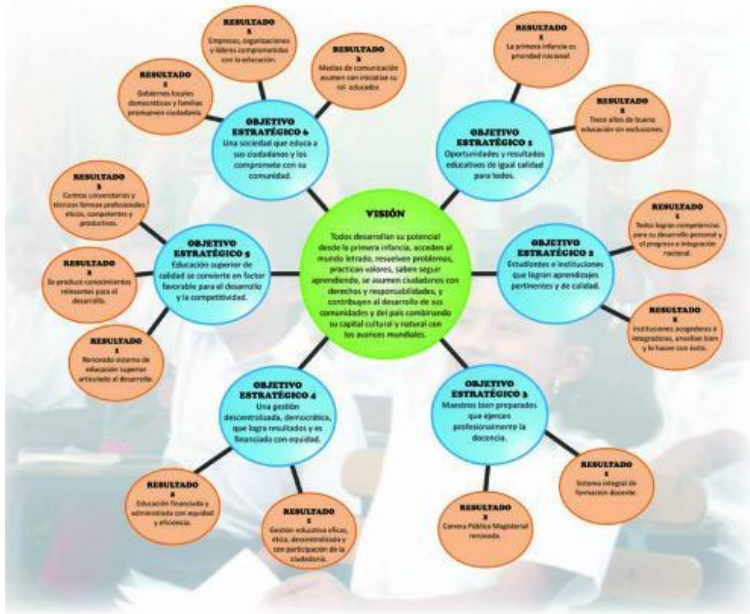 VISIÓN
Todos desarrollan su potencial
desde la primera infancia, acceden al
mundo letrado, resuelven problemas,
practican valores, saben seguir
aprendiendo, se asumen ciudadanos con
derechos y responsabilidades, y
contribuyen al desarrollo de sus
comunidades y del país combinando
su capital cultural y natural con
los avances mundiales.
OBJETIVO
ESTRATÉGICO 1
Oportunidades y resultados
educativos de igual calidad
para todos.
RESULTADO
1
La primera infancia es
prioridad nacional.
RESULTADO
2
Trece años de buena
educación sin exclusiones.
OBJETIVO
ESTRATÉGICO 2
Estudiantes e instituciones
que logran aprendizajes
pertinentes y de calidad.
RESULTADO
1
Todos logran competencias
para su desarrollo personal y
el progreso e integración
nacional.
RESULTADO
2
Instituciones acogedoras e
integradoras, enseñan bien
y lo hacen con éxito.
OBJETIVO
ESTRATÉGICO 3
Maestros bien preparados
que ejercen
profesionalmente la
docencia.
RESULTADO
1
Sistema integral de
formación docente.
RESULTADO
2
Carrera Pública Magisterial
renovada.
OBJETIVO
ESTRATÉGICO 4
Una gestión
descentralizada, democrática,
que logra resultados y es
financiada con equidad.
RESULTADO
1
Gestión educativa eficaz,
ética, descentralizada y
con participación de la
ciudadanía.
RESULTADO
2
Educación financiada y
administrada con equidad
y eficiencia.
OBJETIVO
ESTRATÉGICO 5
Educación superior de
calidad se convierte en factor
favorable para el desarrollo
y la competitividad.
RESULTADO
1
Renovado sistema de
educación superior
articulado al desarrollo.
RESULTADO
2
Se produce conocimientos
relevantes para el
desarrollo.
RESULTADO
3
Centros universitarios y
técnicos forman profesionales
éticos, competentes y
productivos.
OBJETIVO
ESTRATÉGICO 6
Una sociedad que educa a
sus ciudadanos y los
compromete con su
comunidad.
RESULTADO
2
Gobiernos locales
democráticos y familias
promueven ciudadanía.
RESULTADO
Empresas, organizaciones
y líderes comprometidos
con la educación.
RESULTADO
3
Medios de comunicación
asumen con iniciativa su
rol educador.